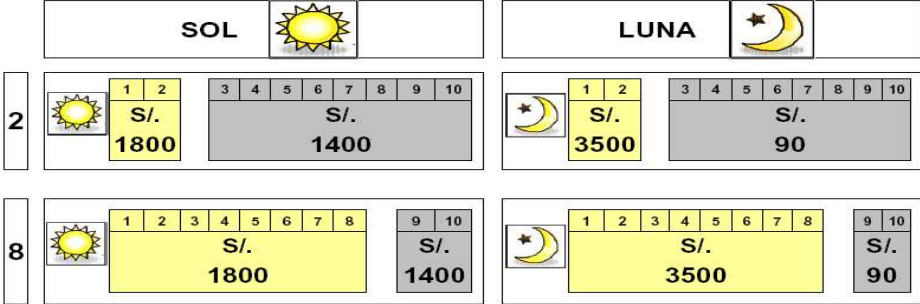 SOL LUNA
1 2 3 4 5 6 7 8 9 10 1 2 3 4 5 6 7 8 9 10
2 S/. S/. S/. S/.
1800 1400 3500 90
1 2 3 4 5 6 7 8 9 10 1 2 3 4 5 6 7 8 9 10
8 S/. S/. S/. S/.
1800 1400 3500 90